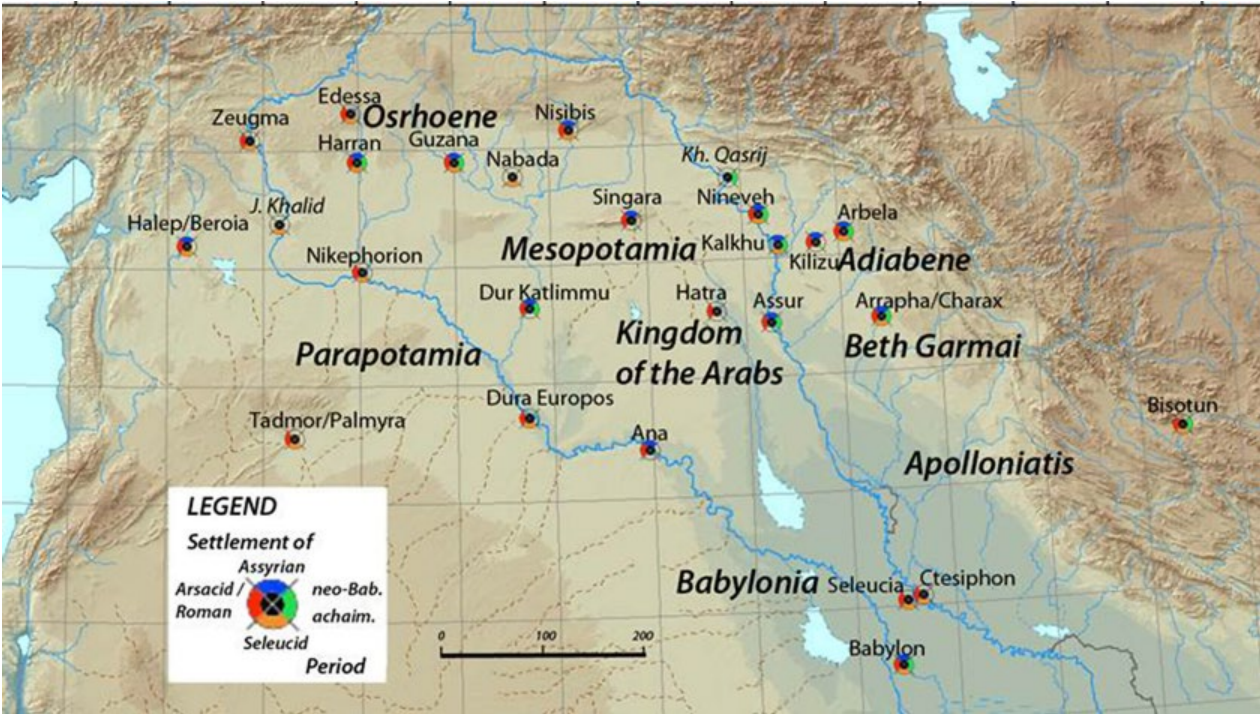 Edessa
Osrhoene
Zeugma
Nisibis
Harran
Guzana
Nabada
Kh. Qasrij
J. Khalid
Singara
Nineveh
Arbela
Halep/Beroia
Mesopotamia
Kalkhu
Kilizu
Adiabene
Nikephorion
Dur Katlimmu
Hatra
Assur
Arrapha/Charax
Kingdom
of the Arabs
Parapotamia
Beth Garmai
Dura Europos
Bisotun
Tadmor/Palmyra
Ana
Apolloniatis
LEGEND
Settlement of
Assyrian
Arsacid /
Roman
neo-Bab.
achaim.
Seleucid
Period
0 100 200
Babylonia
Seleucia
Ctesiphon
Babylon